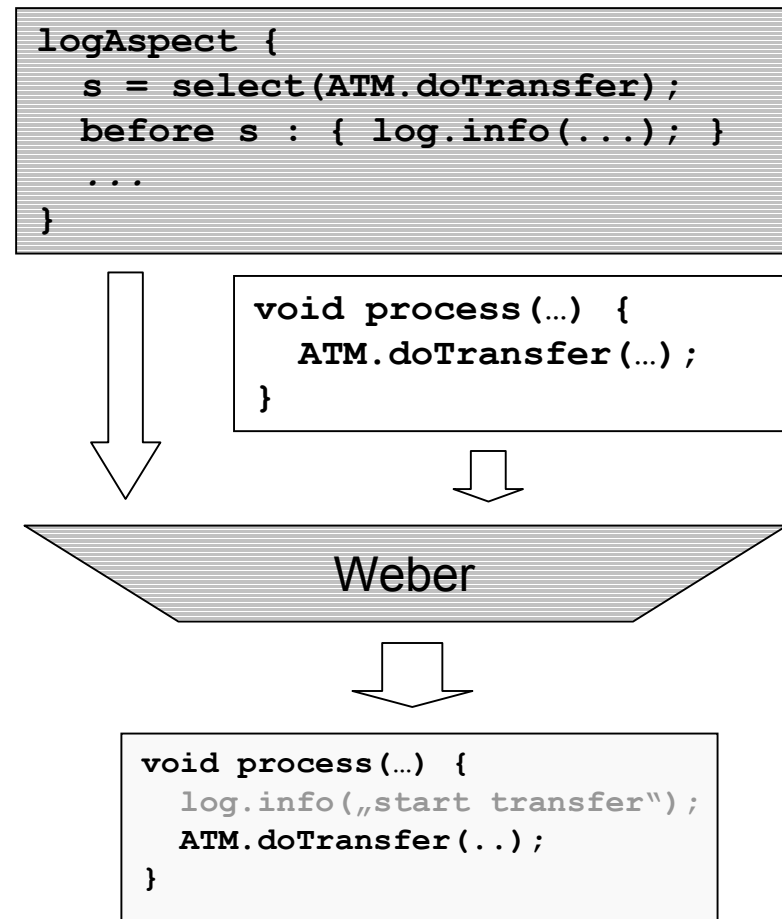 logAspect {
s = select(ATM.doTransfer);
before s : { log.info(...); }
...
}
void process(…) {
ATM.doTransfer(…);
}
Weber
void process(…) {
log.info(„start transfer“);
ATM.doTransfer(..);
}